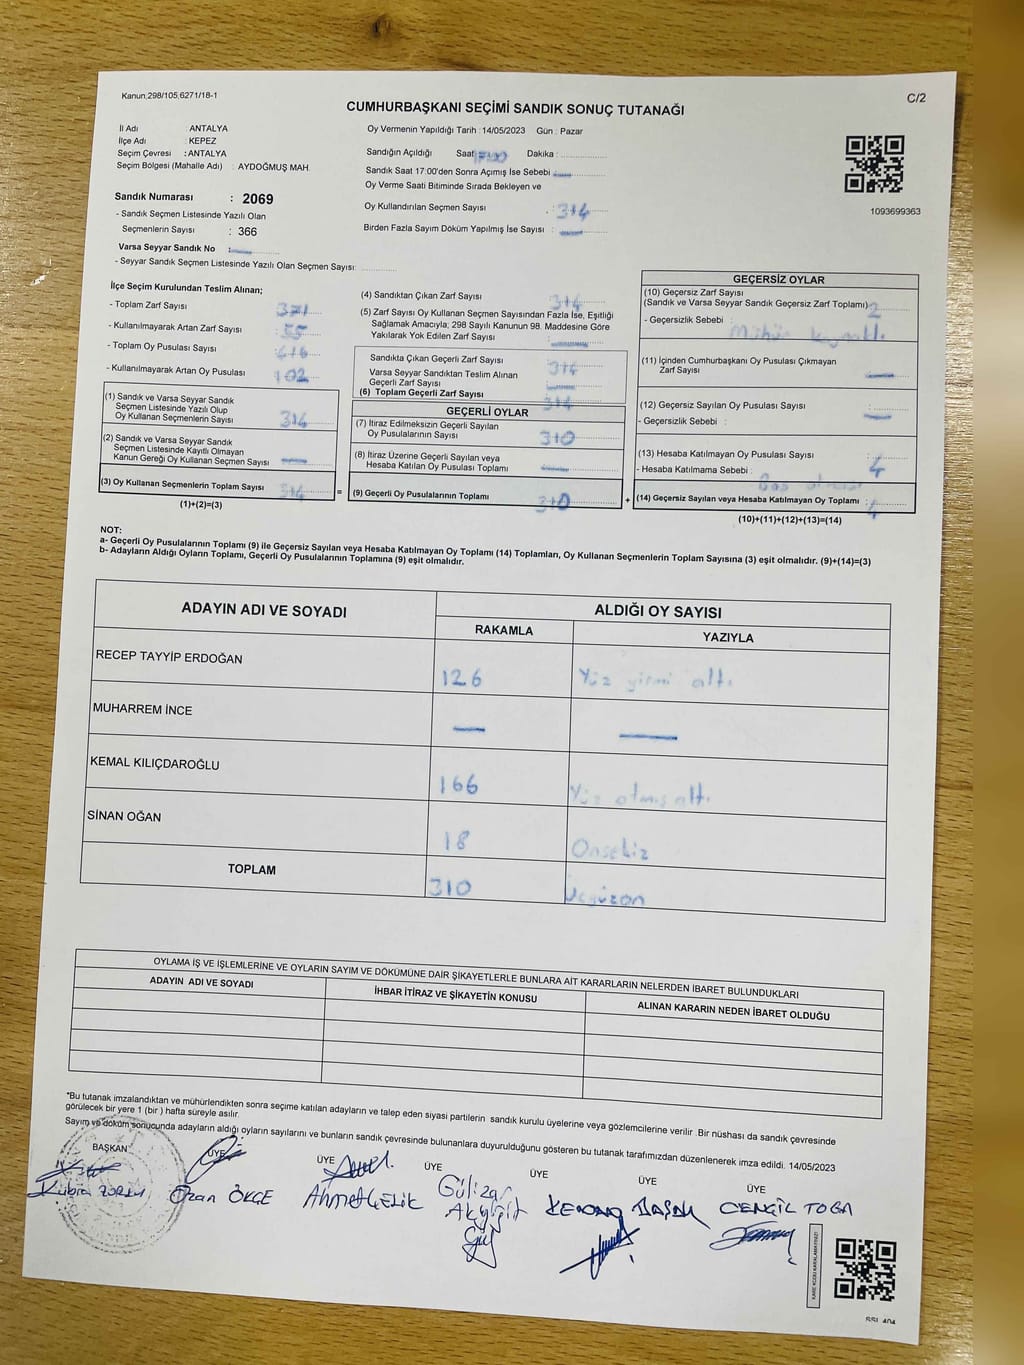 Kanun,298/105,6271/18-1
C/2
CUMHURBAŞKANI SEÇİMİ SANDIK SONUÇ TUTANAĞI
İl Adı : ANTALYA
İlçe Adı : KEPEZ
Seçim Çevresi : ANTALYA
Seçim Bölgesi (Mahalle Adı) : AYDOĞMUŞ MAH.
Sandık Numarası : 2069
- Sandık Seçmen Listesinde Yazılı Olan
Seçmenlerin Sayısı : 366
Varsa Seyyar Sandık No :
- Seyyar Sandık Seçmen Listesinde Yazılı Olan Seçmen Sayısı:
Oy Vermenin Yapıldığı Tarih : 14/05/2023 Gün : Pazar
Sandığın Açıldığı Saat 17:00 Dakika :
Sandık Saat 17:00'den Sonra Açımış İse Sebebi
Oy Verme Saati Bitiminde Sırada Bekleyen ve
Oy Kullandırılan Seçmen Sayısı : 314
Birden Fazla Sayım Döküm Yapılmış İse Sayısı :
1093699363
İlçe Seçim Kurulundan Teslim Alınan;
- Toplam Zarf Sayısı 371
- Kullanılmayarak Artan Zarf Sayısı 55
- Toplam Oy Pusulası Sayısı 416
- Kullanılmayarak Artan Oy Pusulası 102
(1) Sandık ve Varsa Seyyar Sandık
Seçmen Listesinde Yazılı Olup
Oy Kullanan Seçmenlerin Sayısı 314
(2) Sandık ve Varsa Seyyar Sandık
Seçmen Listesinde Kayıtlı Olmayan
Kanun Gereği Oy Kullanan Seçmen Sayısı
(3) Oy Kullanan Seçmenlerin Toplam Sayısı 314
(1)+(2)=(3)
(4) Sandıktan Çıkan Zarf Sayısı 314
(5) Zarf Sayısı Oy Kullanan Seçmen Sayısından Fazla İse, Eşitliği
Sağlamak Amacıyla; 298 Sayılı Kanunun 98. Maddesine Göre
Yakılarak Yok Edilen Zarf Sayısı
Sandıkta Çıkan Geçerli Zarf Sayısı 314
Varsa Seyyar Sandıktan Teslim Alınan
Geçerli Zarf Sayısı
(6) Toplam Geçerli Zarf Sayısı 314
GEÇERLİ OYLAR
(7) İtiraz Edilmeksizin Geçerli Sayılan
Oy Pusulalarının Sayısı 310
(8) İtiraz Üzerine Geçerli Sayılan veya
Hesaba Katılan Oy Pusulası Toplamı
= (9) Geçerli Oy Pusulalarının Toplamı 310
GEÇERSİZ OYLAR
(10) Geçersiz Zarf Sayısı
(Sandık ve Varsa Seyyar Sandık Geçersiz Zarf Toplamı) 2
- Geçersizlik Sebebi :
(11) İçinden Cumhurbaşkanı Oy Pusulası Çıkmayan
Zarf Sayısı
(12) Geçersiz Sayılan Oy Pusulası Sayısı
- Geçersizlik Sebebi :
(13) Hesaba Katılmayan Oy Pusulası Sayısı : 4
- Hesaba Katılmama Sebebi :
+ (14) Geçersiz Sayılan veya Hesaba Katılmayan Oy Toplamı : 4
(10)+(11)+(12)+(13)=(14)
NOT:
a- Geçerli Oy Pusulalarının Toplamı (9) ile Geçersiz Sayılan veya Hesaba Katılmayan Oy Toplamı (14) Toplamları, Oy Kullanan Seçmenlerin Toplam Sayısına (3) eşit olmalıdır. (9)+(14)=(3)
b- Adayların Aldığı Oyların Toplamı, Geçerli Oy Pusulalarının Toplamına (9) eşit olmalıdır.
ADAYIN ADI VE SOYADI ALDIĞI OY SAYISI
RAKAMLA YAZIYLA
RECEP TAYYİP ERDOĞAN 126 Yüz yirmi altı
MUHARREM İNCE
KEMAL KILIÇDAROĞLU 166 Yüz atmış altı
SİNAN OĞAN 18 Onsekiz
TOPLAM 310 Üçyüzon
OYLAMA İŞ VE İŞLEMLERİNE VE OYLARIN SAYIM VE DÖKÜMÜNE DAİR ŞİKAYETLERLE BUNLARA AİT KARARLARIN NELERDEN İBARET BULUNDUKLARI
ADAYIN ADI VE SOYADI İHBAR İTİRAZ VE ŞİKAYETİN KONUSU ALINAN KARARIN NEDEN İBARET OLDUĞU
*Bu tutanak imzalandıktan ve mühürlendikten sonra seçime katılan adayların ve talep eden siyasi partilerin sandık kurulu üyelerine veya gözlemcilerine verilir. Bir nüshası da sandık çevresinde
görülecek bir yere 1 (bir ) hafta süreyle asılır.
Sayım ve döküm sonucunda adayların aldığı oyların sayılarını ve bunların sandık çevresinde bulunanlara duyurulduğunu gösteren bu tutanak tarafımızdan düzenlenerek imza edildi. 14/05/2023
BAŞKAN ÜYE ÜYE ÜYE ÜYE ÜYE ÜYE
Ozan ÖKCE AHMET ÇELİK Gülizar Akyiğit CENGİL TOGA